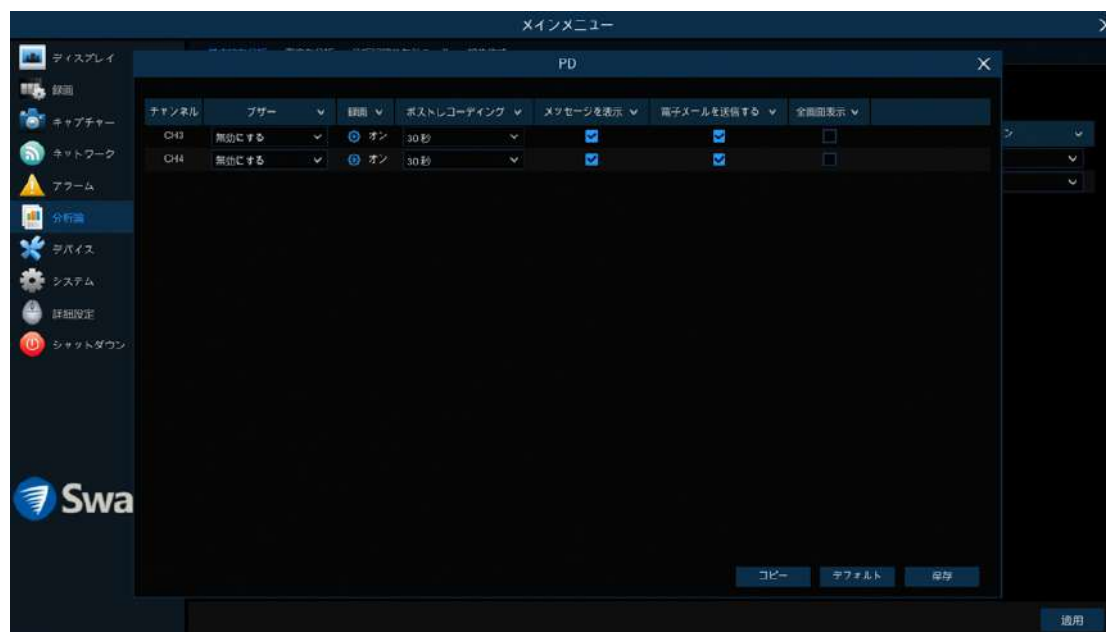 メインメニュー
ディスプレイ
PD
録画
キャプチャー
チャンネル ブザー 録画 ポストレコーディング メッセージを表示 電子メールを送信する 全画面表示
CH3 無効にする オン 30 秒
ネットワーク
CH4 無効にする オン 30 秒
アラーム
分析論
デバイス
システム
詳細設定
シャットダウン
Swa
コピー デフォルト 保存
適用